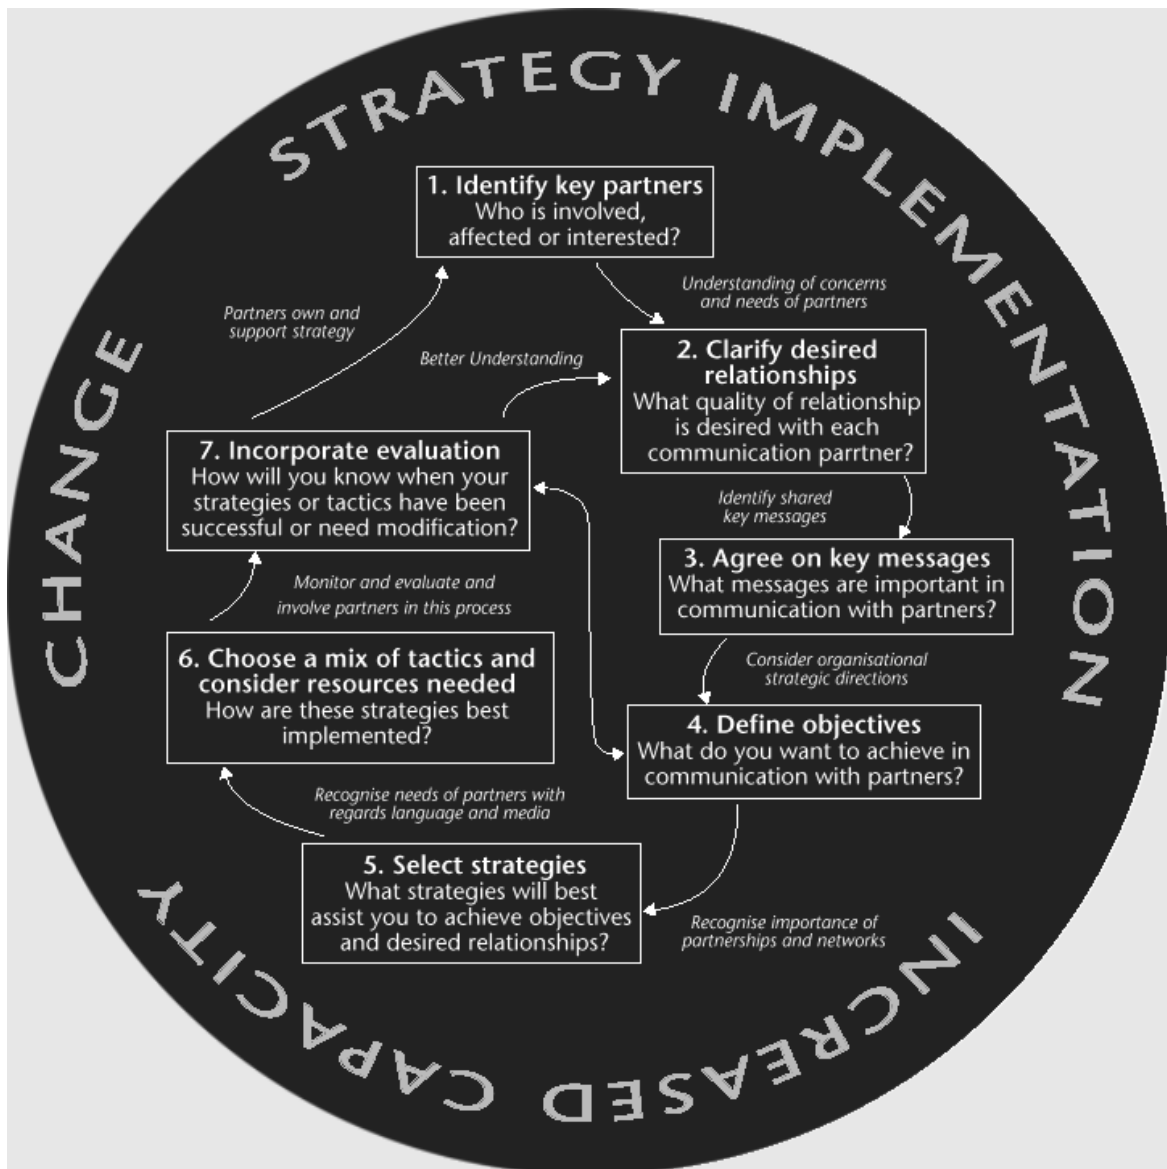 STRATEGY IMPLEMENTATION
1. Identify key partners
Who is involved,
affected or interested?
Understanding of concerns
and needs of partners
Partners own and
support strategy
Better Understanding
2. Clarify desired
relationships
What quality of relationship
is desired with each
communication parrtner?
7. Incorporate evaluation
How will you know when your
strategies or tactics have been
successful or need modification?
Identify shared
key messages
3. Agree on key messages
What messages are important in
communication with partners?
Monitor and evaluate and
involve partners in this process
6. Choose a mix of tactics and
consider resources needed
How are these strategies best
implemented?
Consider organisational
strategic directions
4. Define objectives
What do you want to achieve in
communication with partners?
Recognise needs of partners with
regards language and media
5. Select strategies
What strategies will best
assist you to achieve objectives
and desired relationships?
Recognise importance of
partnerships and networks
INCREASED CAPACITY
CHANGE